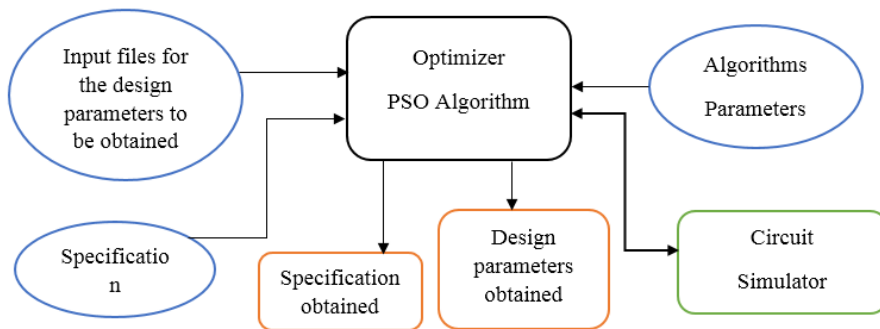 Input files for
the design
parameters to
be obtained
Optimizer
PSO Algorithm
Algorithms
Parameters
Specificatio
n
Specification
obtained
Design
parameters
obtained
Circuit
Simulator